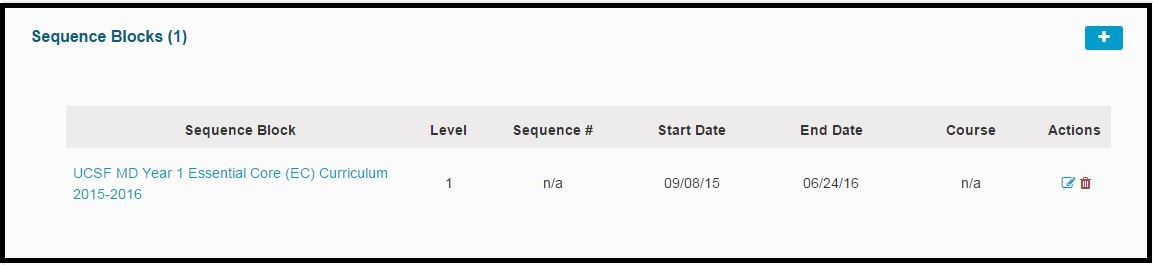 Sequence Blocks (1)
+
Sequence Block Level Sequence # Start Date End Date Course Actions
UCSF MD Year 1 Essential Core (EC) Curriculum 1 n/a 09/08/15 06/24/16 n/a
2015-2016